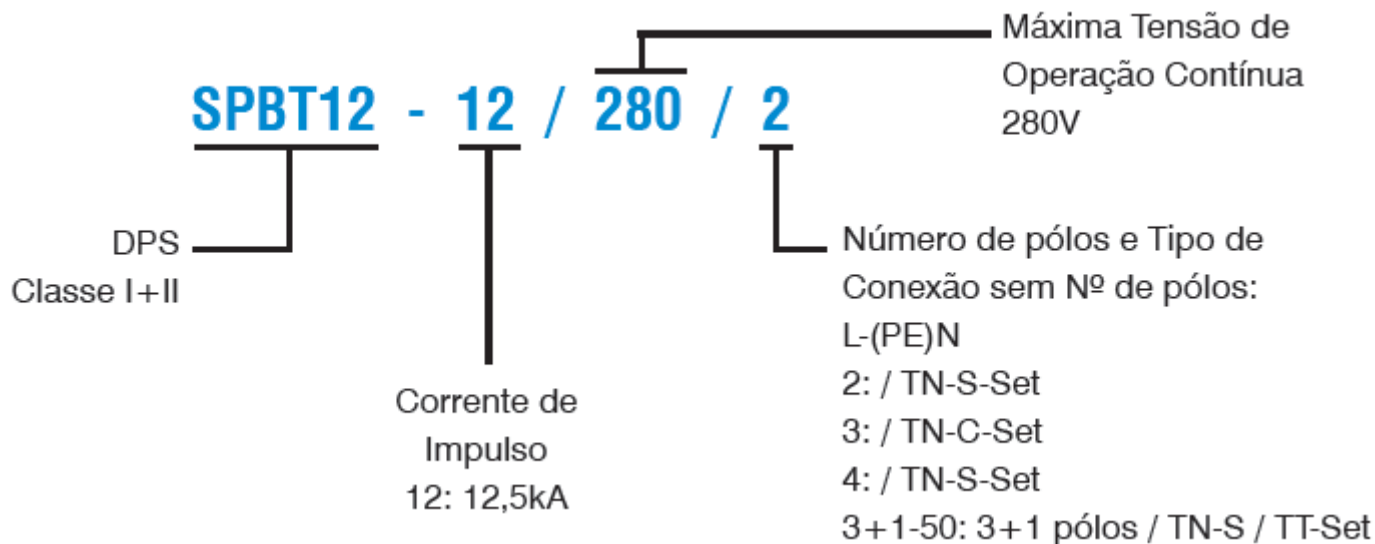 Máxima Tensão de
Operação Contínua
280V
SPBT12 - 12 / 280 / 2
DPS
Classe I+II
Corrente de
Impulso
12: 12,5kA
Número de pólos e Tipo de
Conexão sem Nº de pólos:
L-(PE)N
2: / TN-S-Set
3: / TN-C-Set
4: / TN-S-Set
3+1-50: 3+1 pólos / TN-S / TT-Set